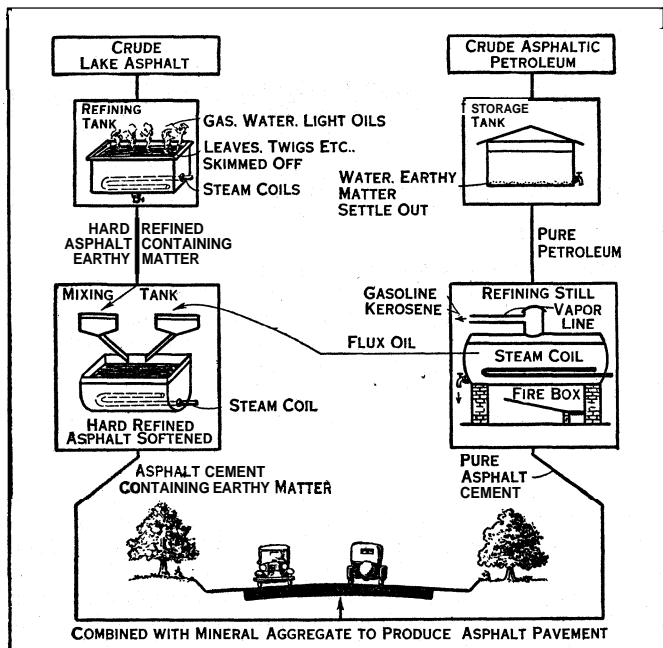 CRUDE
LAKE ASPHALT
REFINING
TANK
GAS, WATER, LIGHT OILS
LEAVES, TWIGS ETC.,
SKIMMED OFF
STEAM COILS
HARD REFINED
ASPHALT CONTAINING
EARTHY MATTER
MIXING TANK
STEAM COIL
HARD REFINED
ASPHALT SOFTENED
ASPHALT CEMENT
CONTAINING EARTHY MATTER
CRUDE ASPHALTIC
PETROLEUM
STORAGE
TANK
WATER, EARTHY
MATTER
SETTLE OUT
PURE
PETROLEUM
GASOLINE
KEROSENE
REFINING STILL
VAPOR
LINE
FLUX OIL
STEAM COIL
FIRE BOX
PURE
ASPHALT
CEMENT
COMBINED WITH MINERAL AGGREGATE TO PRODUCE ASPHALT PAVEMENT